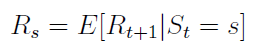 R_s = E[R_{t+1}|S_t = s]